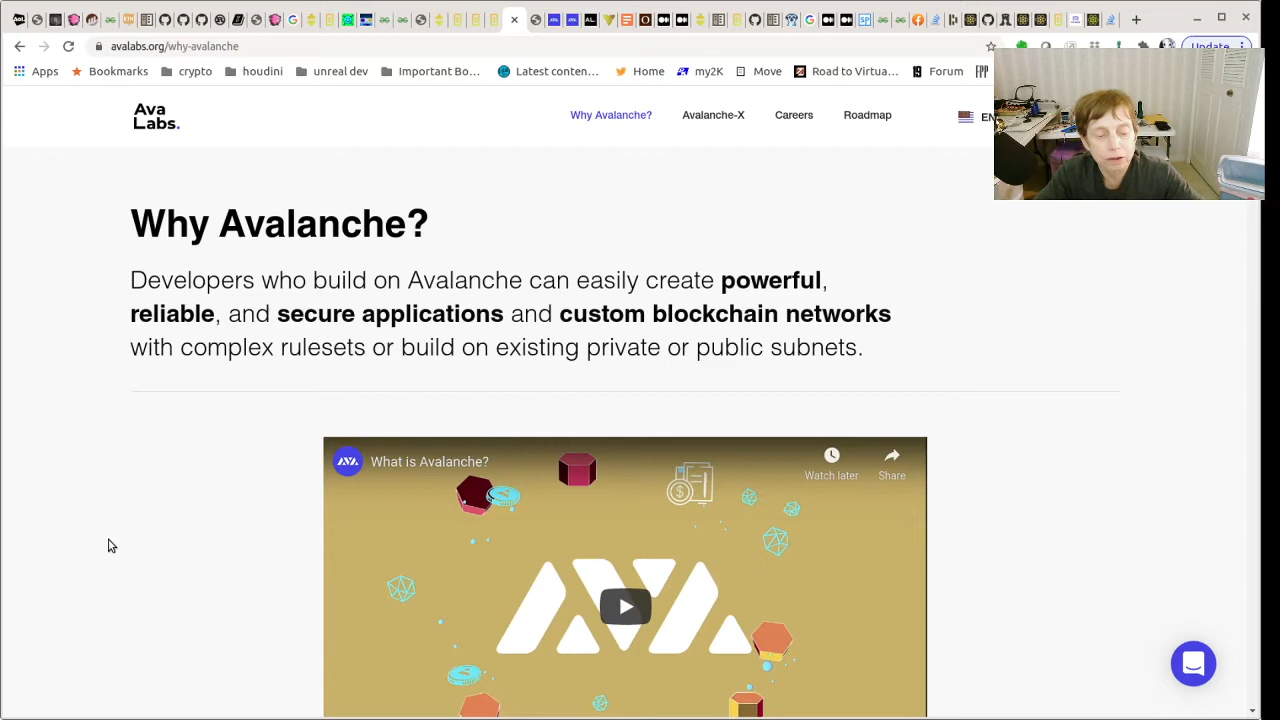 avalabs.org/why-avalanche
Update
Apps
Bookmarks
crypto
houdini
unreal dev
Important Bo...
Latest conten...
Home
my2K
Move
Road to Virtua...
Forum
Ava
Labs.
Why Avalanche?
Avalanche-X
Careers
Roadmap
EN
Why Avalanche?
Developers who build on Avalanche can easily create powerful,
reliable, and secure applications and custom blockchain networks
with complex rulesets or build on existing private or public subnets.
What is Avalanche?
Watch later
Share